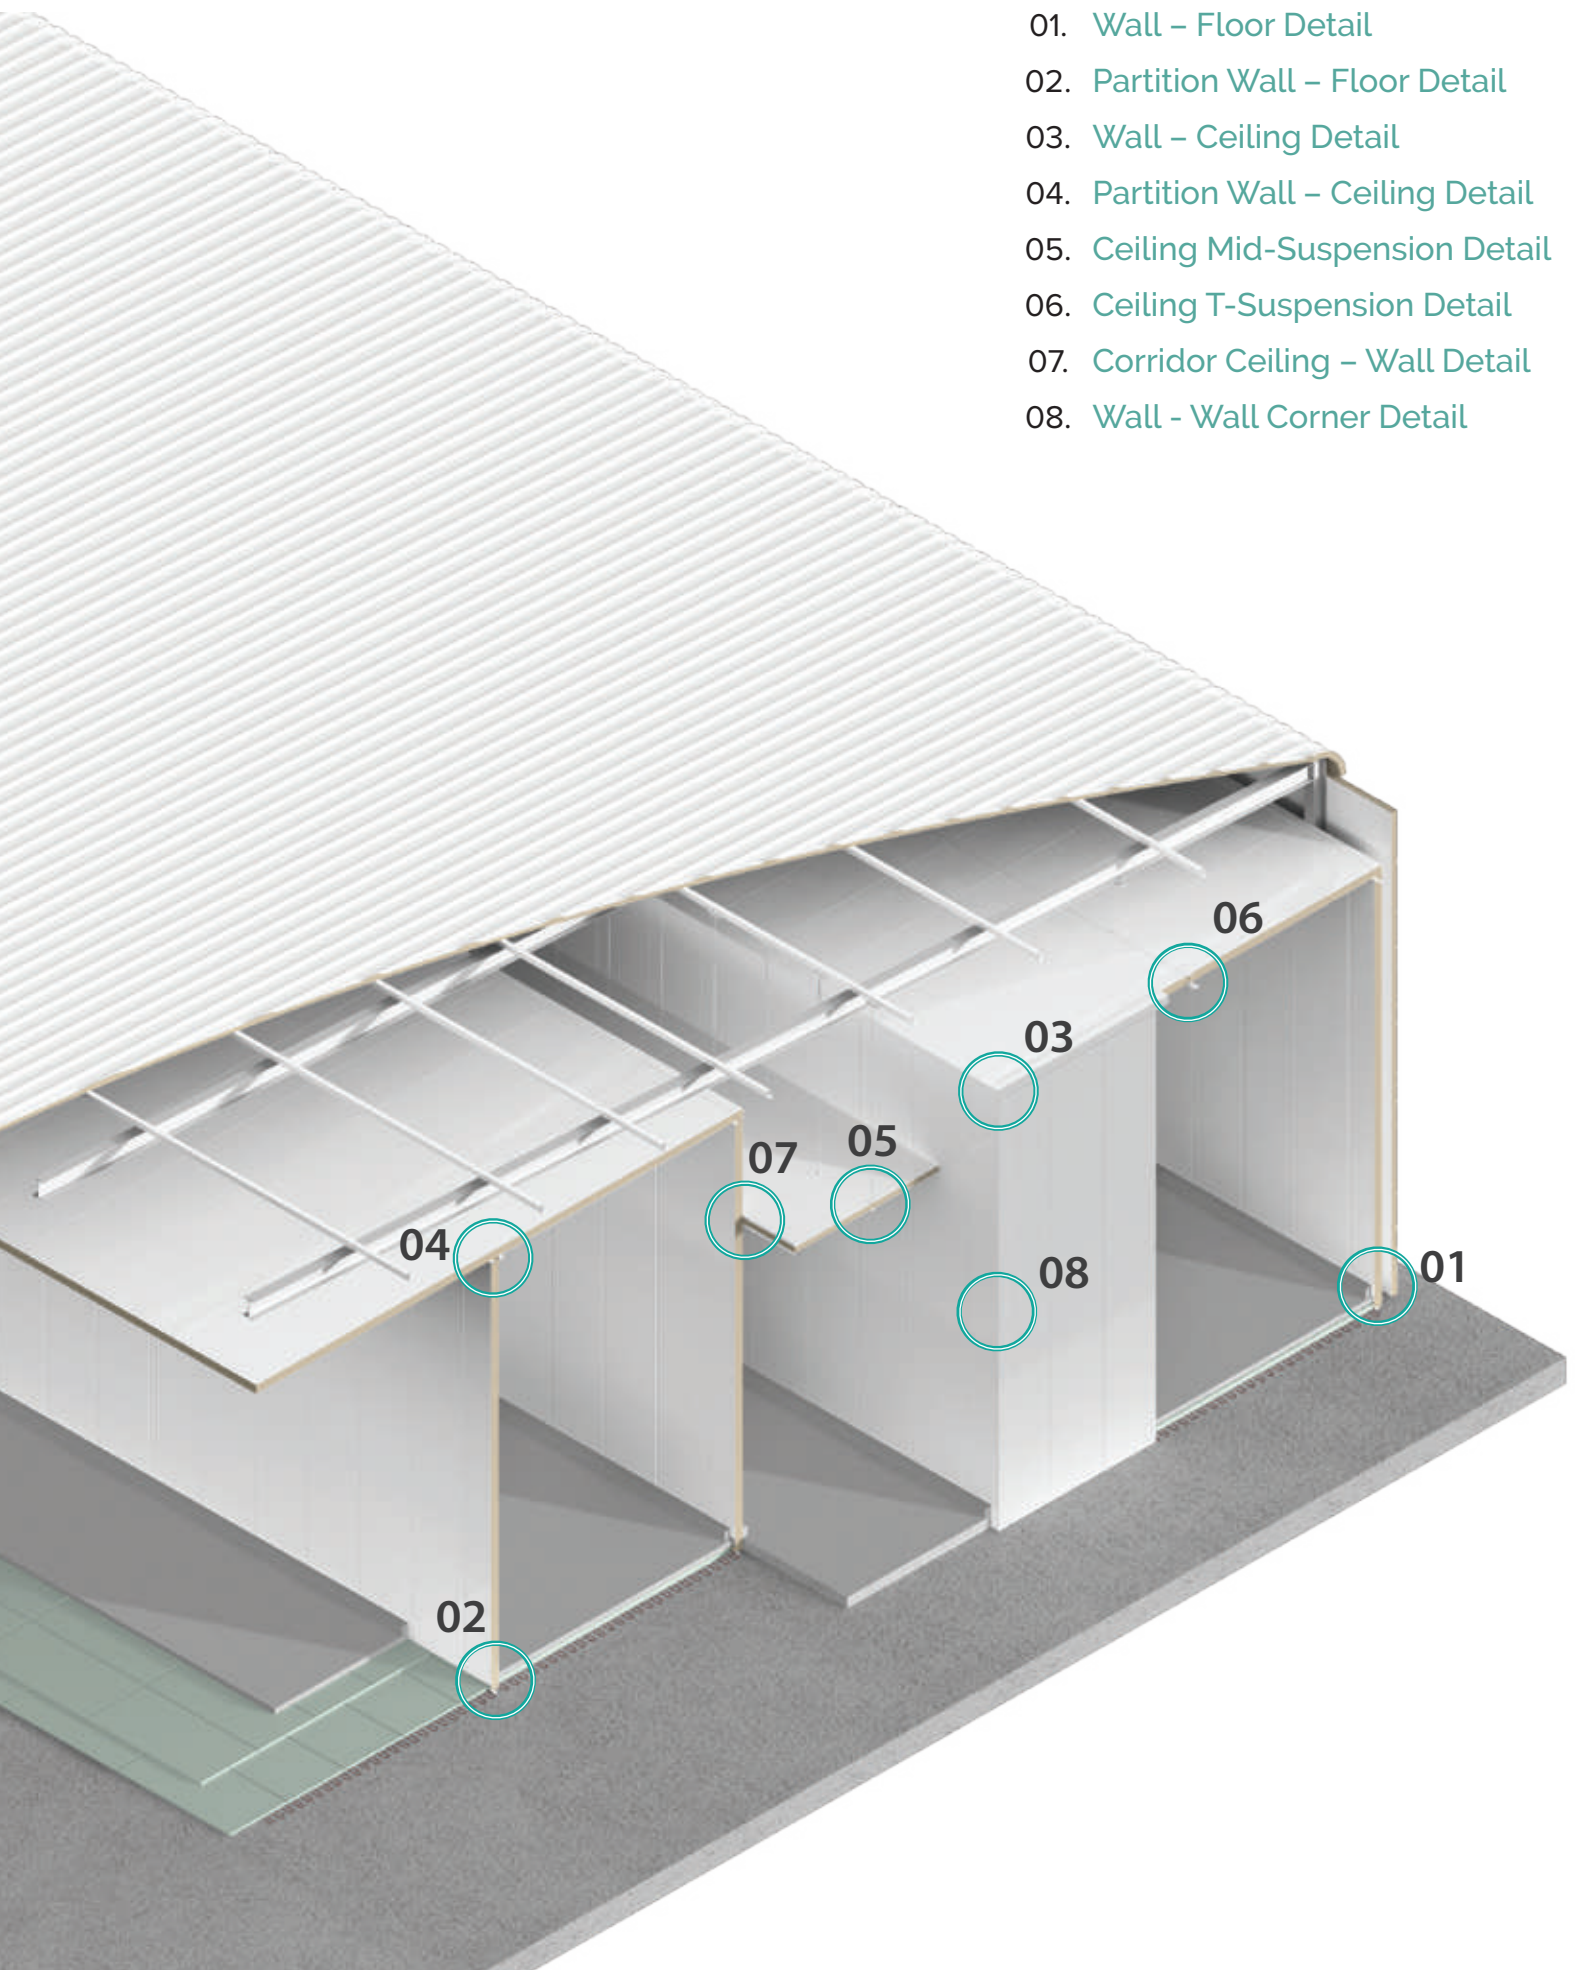 01. Wall – Floor Detail
02. Partition Wall – Floor Detail
03. Wall – Ceiling Detail
04. Partition Wall – Ceiling Detail
05. Ceiling Mid-Suspension Detail
06. Ceiling T-Suspension Detail
07. Corridor Ceiling – Wall Detail
08. Wall - Wall Corner Detail
06
03
05
07
04
08
01
02